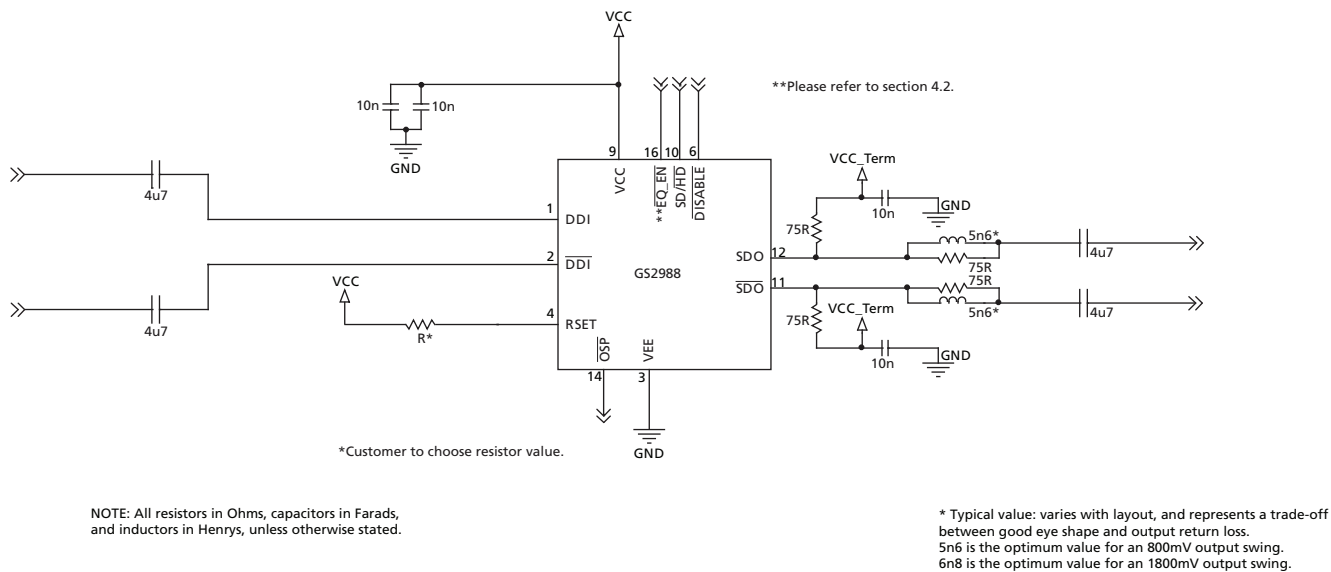 VCC
**Please refer to section 4.2.
10n
10n
GND
9
16
10
6
VCC
**EQ_EN
SD/HD
DISABLE
VCC_Term
10n
GND
4u7
1
DDI
75R
5n6*
SDO
12
75R
4u7
2
DDI
GS2988
75R
SDO
11
VCC
75R
VCC_Term
5n6*
4u7
4u7
4
RSET
R*
GND
10n
OSP
VEE
14
3
*Customer to choose resistor value.
GND
NOTE: All resistors in Ohms, capacitors in Farads,
and inductors in Henrys, unless otherwise stated.
* Typical value: varies with layout, and represents a trade-off
between good eye shape and output return loss.
5n6 is the optimum value for an 800mV output swing.
6n8 is the optimum value for an 1800mV output swing.